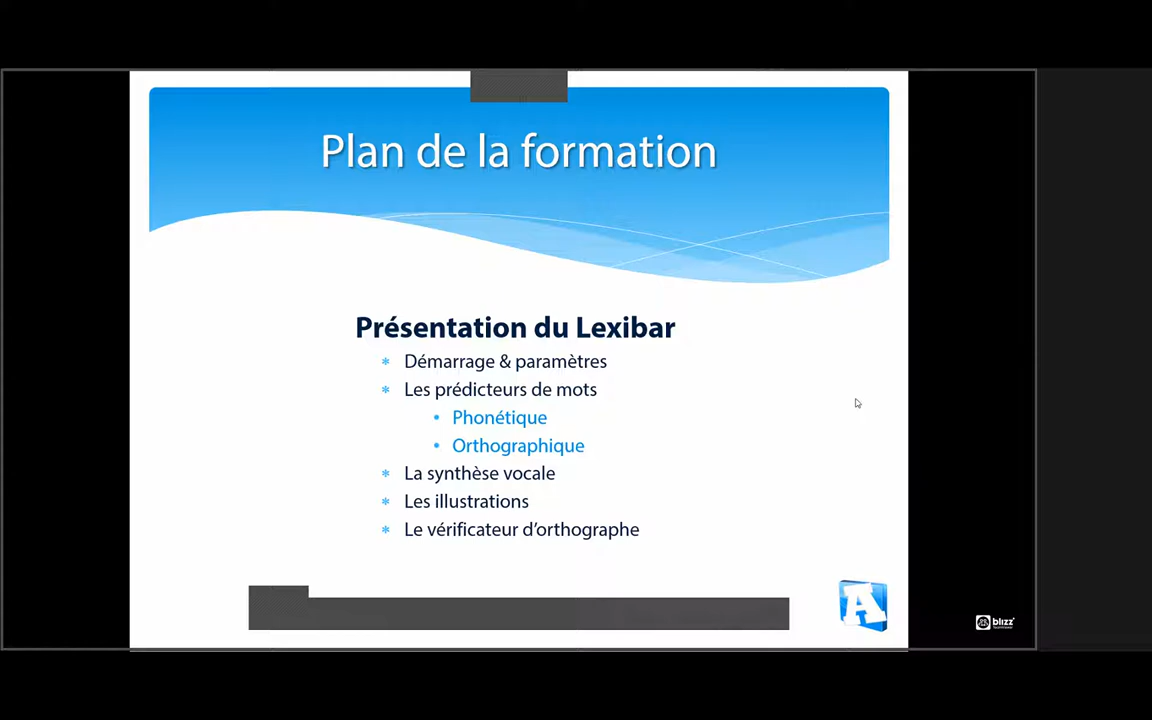 Plan de la formation
Présentation du Lexibar
* Démarrage & paramètres
* Les prédicteurs de mots
• Phonétique
• Orthographique
* La synthèse vocale
* Les illustrations
* Le vérificateur d'orthographe
A
blizz